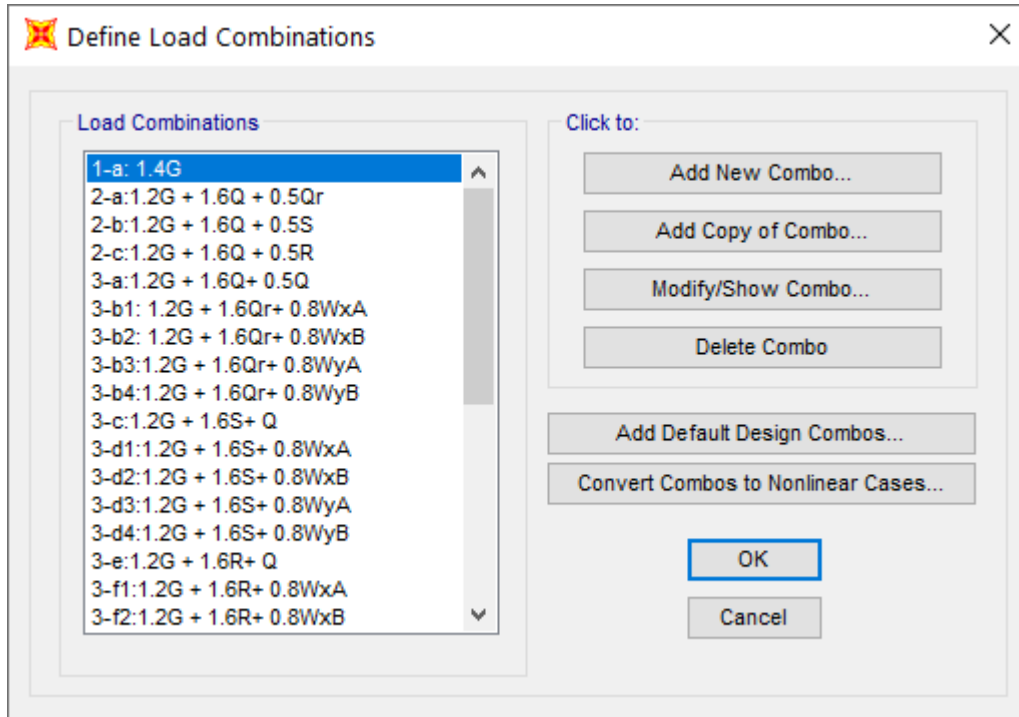 Define Load Combinations
Load Combinations
1-a: 1.4G
2-a:1.2G + 1.6Q + 0.5Qr
2-b:1.2G + 1.6Q + 0.5S
2-c:1.2G + 1.6Q + 0.5R
3-a:1.2G + 1.6Q+ 0.5Q
3-b1: 1.2G + 1.6Qr+ 0.8WxA
3-b2: 1.2G + 1.6Qr+ 0.8WxB
3-b3:1.2G + 1.6Qr+ 0.8WyA
3-b4:1.2G + 1.6Qr+ 0.8WyB
3-c:1.2G + 1.6S+ Q
3-d1:1.2G + 1.6S+ 0.8WxA
3-d2:1.2G + 1.6S+ 0.8WxB
3-d3:1.2G + 1.6S+ 0.8WyA
3-d4:1.2G + 1.6S+ 0.8WyB
3-e:1.2G + 1.6R+ Q
3-f1:1.2G + 1.6R+ 0.8WxA
3-f2:1.2G + 1.6R+ 0.8WxB
Click to:
Add New Combo...
Add Copy of Combo...
Modify/Show Combo...
Delete Combo
Add Default Design Combos...
Convert Combos to Nonlinear Cases...
OK
Cancel